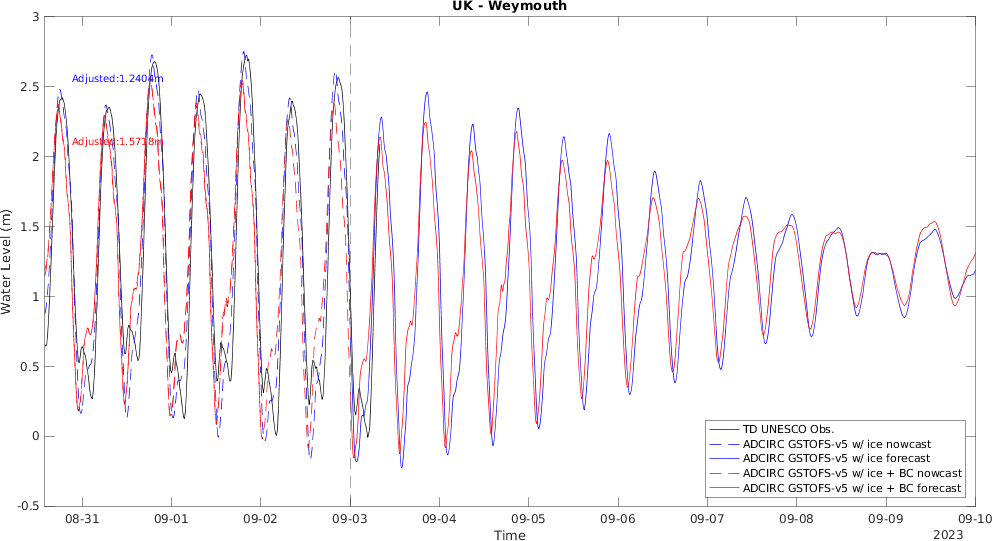 UK - Weymouth
3
2.5
2
1.5
1
0.5
0
-0.5
Water Level (m)
Adjusted:1.2404m
Adjusted:1.5718m
TD UNESCO Obs.
ADCIRC GSTOFS-v5 w/ ice nowcast
ADCIRC GSTOFS-v5 w/ ice forecast
ADCIRC GSTOFS-v5 w/ ice + BC nowcast
ADCIRC GSTOFS-v5 w/ ice + BC forecast
08-31 09-01 09-02 09-03 09-04 09-05 09-06 09-07 09-08 09-09 09-10
Time
2023